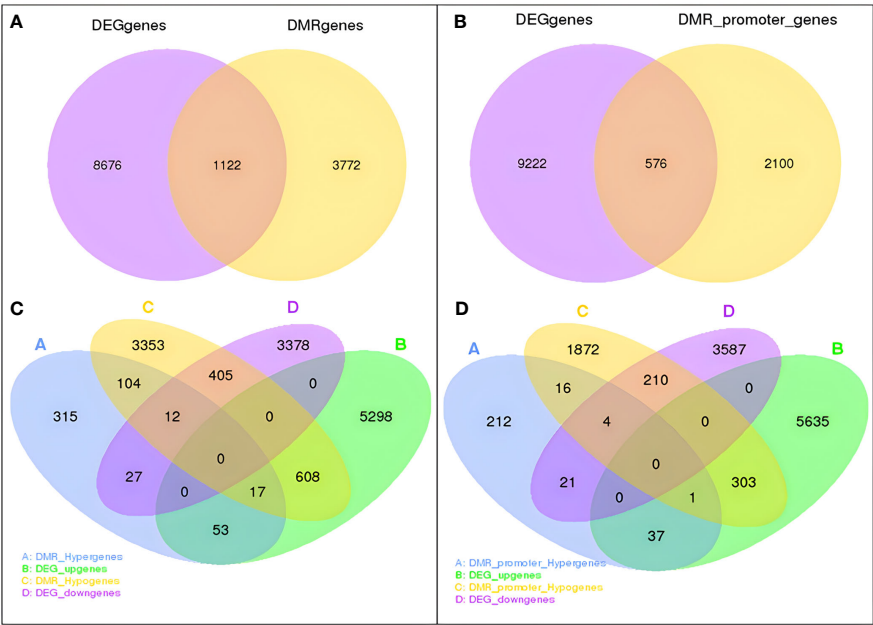 A
DEGgenes
DMRgenes
8676
1122
3772
B
DEGgenes
DMR_promoter_genes
9222
576
2100
C
C
D
A
B
3353
3378
104
405
0
315
12
0
5298
0
27
608
0
17
53
A: DMR_Hypergenes
B: DEG_upgenes
C: DMR_Hypogenes
D: DEG_downgenes
D
C
D
A
B
1872
3587
16
210
0
212
4
0
5635
0
21
303
0
1
37
A: DMR_promoter_Hypergenes
B: DEG_upgenes
C: DMR_promoter_Hypogenes
D: DEG_downgenes